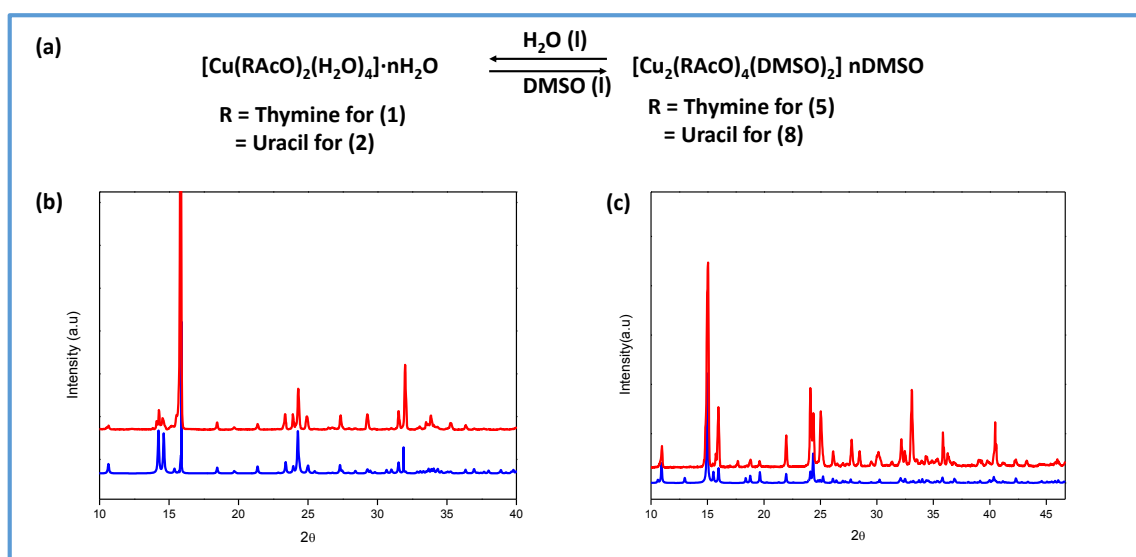 (a)
H₂O (l)
[Cu(RAcO)₂(H₂O)₄]·nH₂O
[Cu₂(RAcO)₄(DMSO)₂] nDMSO
DMSO (l)
R = Thymine for (1)
= Uracil for (2)
R = Thymine for (5)
= Uracil for (8)
(b)
Intensity (a.u)
10 15 20 25 30 35 40
2θ
(c)
Intensity(a.u)
10 15 20 25 30 35 40 45
2θ